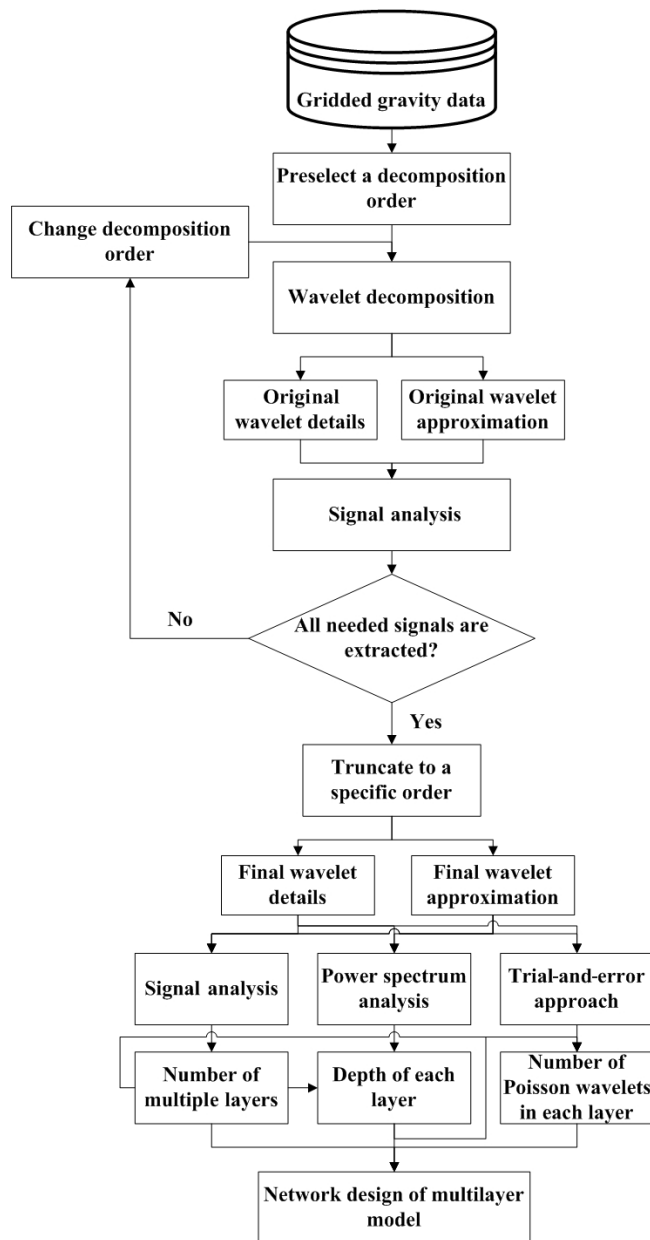 Gridded gravity data
Preselect a decomposition
order
Change decomposition
order
Wavelet decomposition
Original
wavelet details
Original wavelet
approximation
Signal analysis
No
All needed signals are
extracted?
Yes
Truncate to a
specific order
Final wavelet
details
Final wavelet
approximation
Signal analysis
Power spectrum
analysis
Trial-and-error
approach
Number of
multiple layers
Depth of each
layer
Number of
Poisson wavelets
in each layer
Network design of multilayer
model